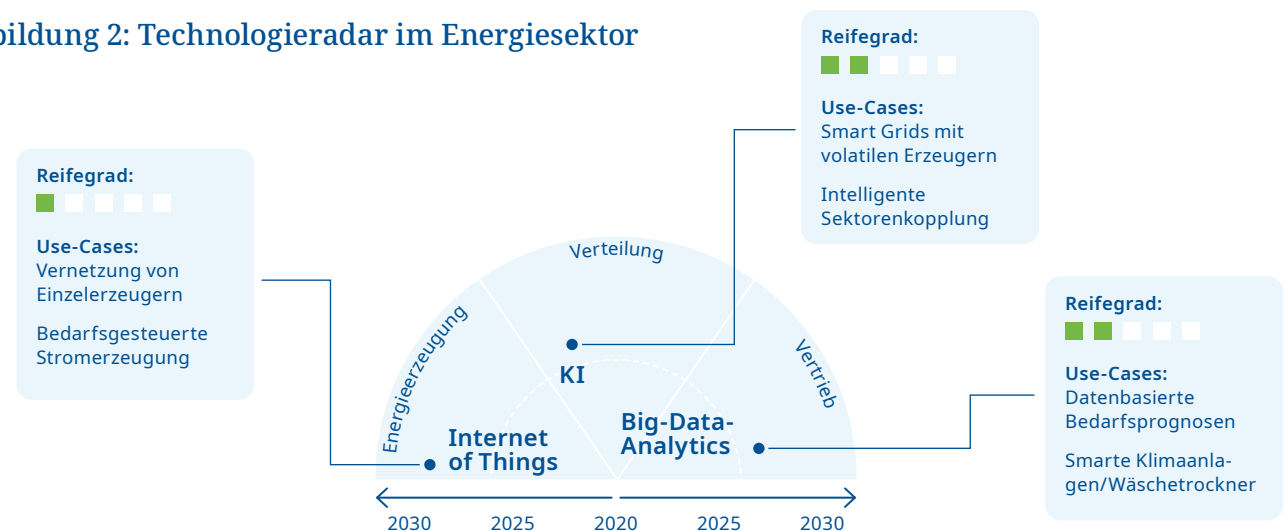 bildung 2: Technologieradar im Energiesektor
Reifegrad:
Use-Cases:
Smart Grids mit
volatilen Erzeugern
Intelligente
Sektorenkopplung
Reifegrad:
Use-Cases:
Vernetzung von
Einzelerzeugern
Bedarfsgesteuerte
Stromerzeugung
Energieerzeugung
Verteilung
Vertrieb
KI
Internet
of Things
Big-Data-
Analytics
Reifegrad:
Use-Cases:
Datenbasierte
Bedarfsprognosen
Smarte Klimaanla-
gen/Wäschetrockner
2030 2025 2020 2025 2030